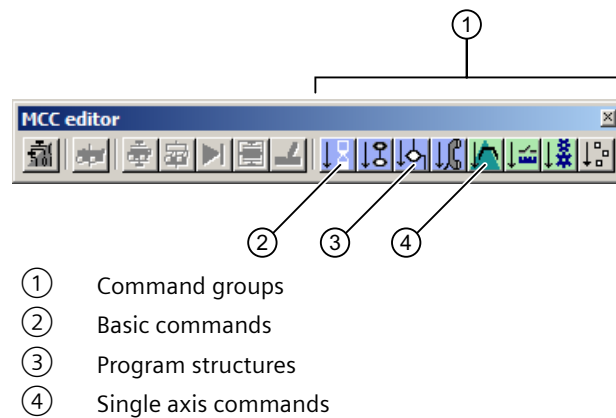 ①
MCC editor
② ③ ④
① Command groups
② Basic commands
③ Program structures
④ Single axis commands